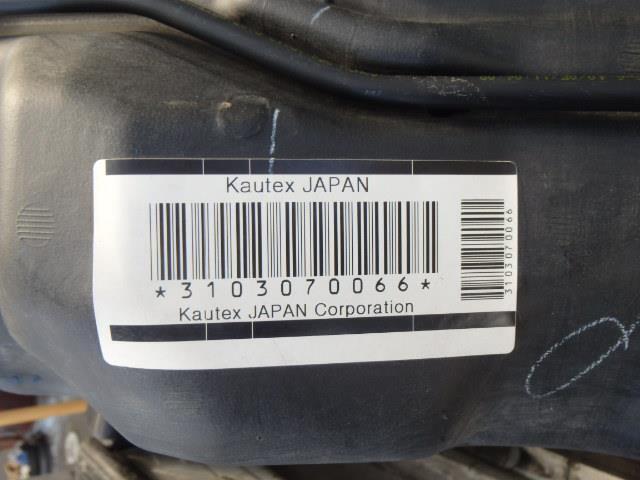 Kautex JAPAN
*3103070066*
Kautex JAPAN Corporation
3103070066